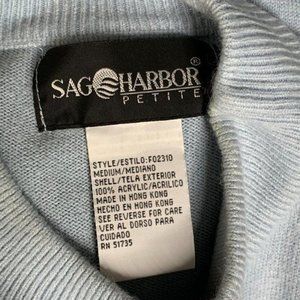 SAG HARBOR®
PETITE
STYLE/ESTILO:F02310
MEDIUM/MEDIANO
SHELL/TELA EXTERIOR
100% ACRYLIC/ACRILICO
MADE IN HONG KONG
HECHO EN HONG KONG
SEE REVERSE FOR CARE
VER AL DORSO PARA
CUIDADO
RN 51735